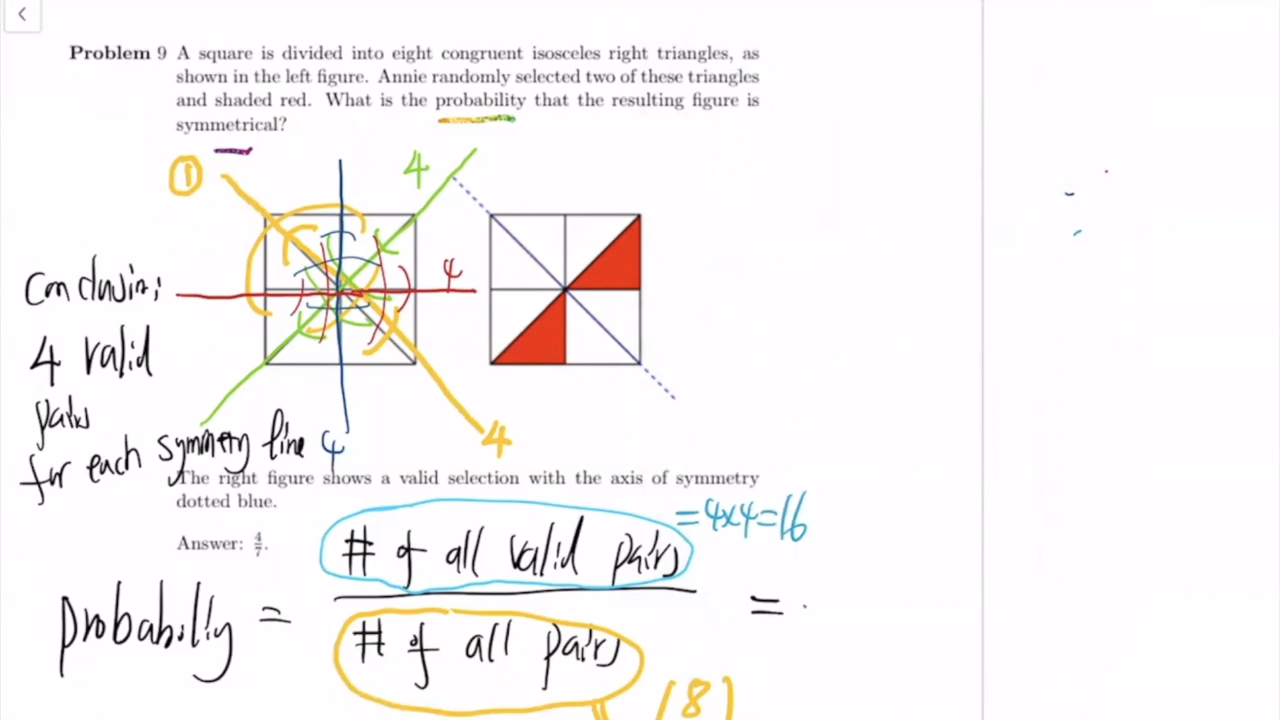 Problem 9 A square is divided into eight congruent isosceles right triangles, as
shown in the left figure. Annie randomly selected two of these triangles
and shaded red. What is the probability that the resulting figure is
symmetrical?
1
4
4
Conclusion:
4 valid
pairs
for each symmetry line
4
4
The right figure shows a valid selection with the axis of symmetry
dotted blue.
Answer: 4/7.
probability = # of all valid pairs / # of all pairs =
=4x4=16
(8)